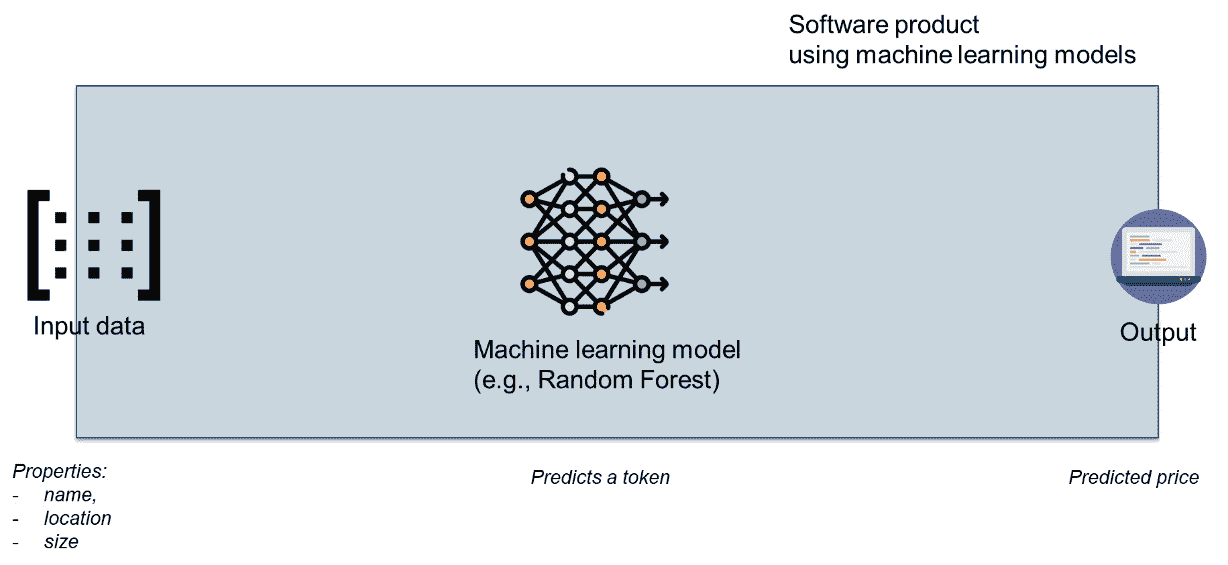 Software product
using machine learning models
Input data
Machine learning model
(e.g., Random Forest)
Output
Properties:
- name,
- location
- size
Predicts a token
Predicted price